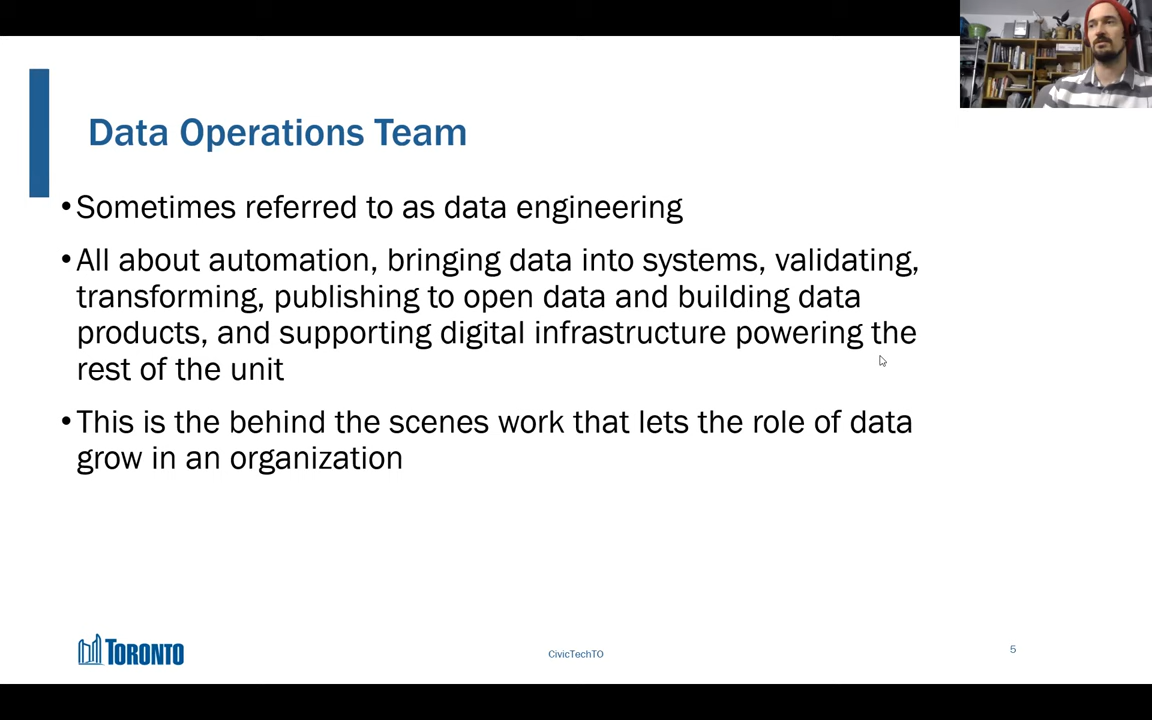 Data Operations Team
•Sometimes referred to as data engineering
•All about automation, bringing data into systems, validating,
transforming, publishing to open data and building data
products, and supporting digital infrastructure powering the
rest of the unit
•This is the behind the scenes work that lets the role of data
grow in an organization
TORONTO
CivicTechTO
5